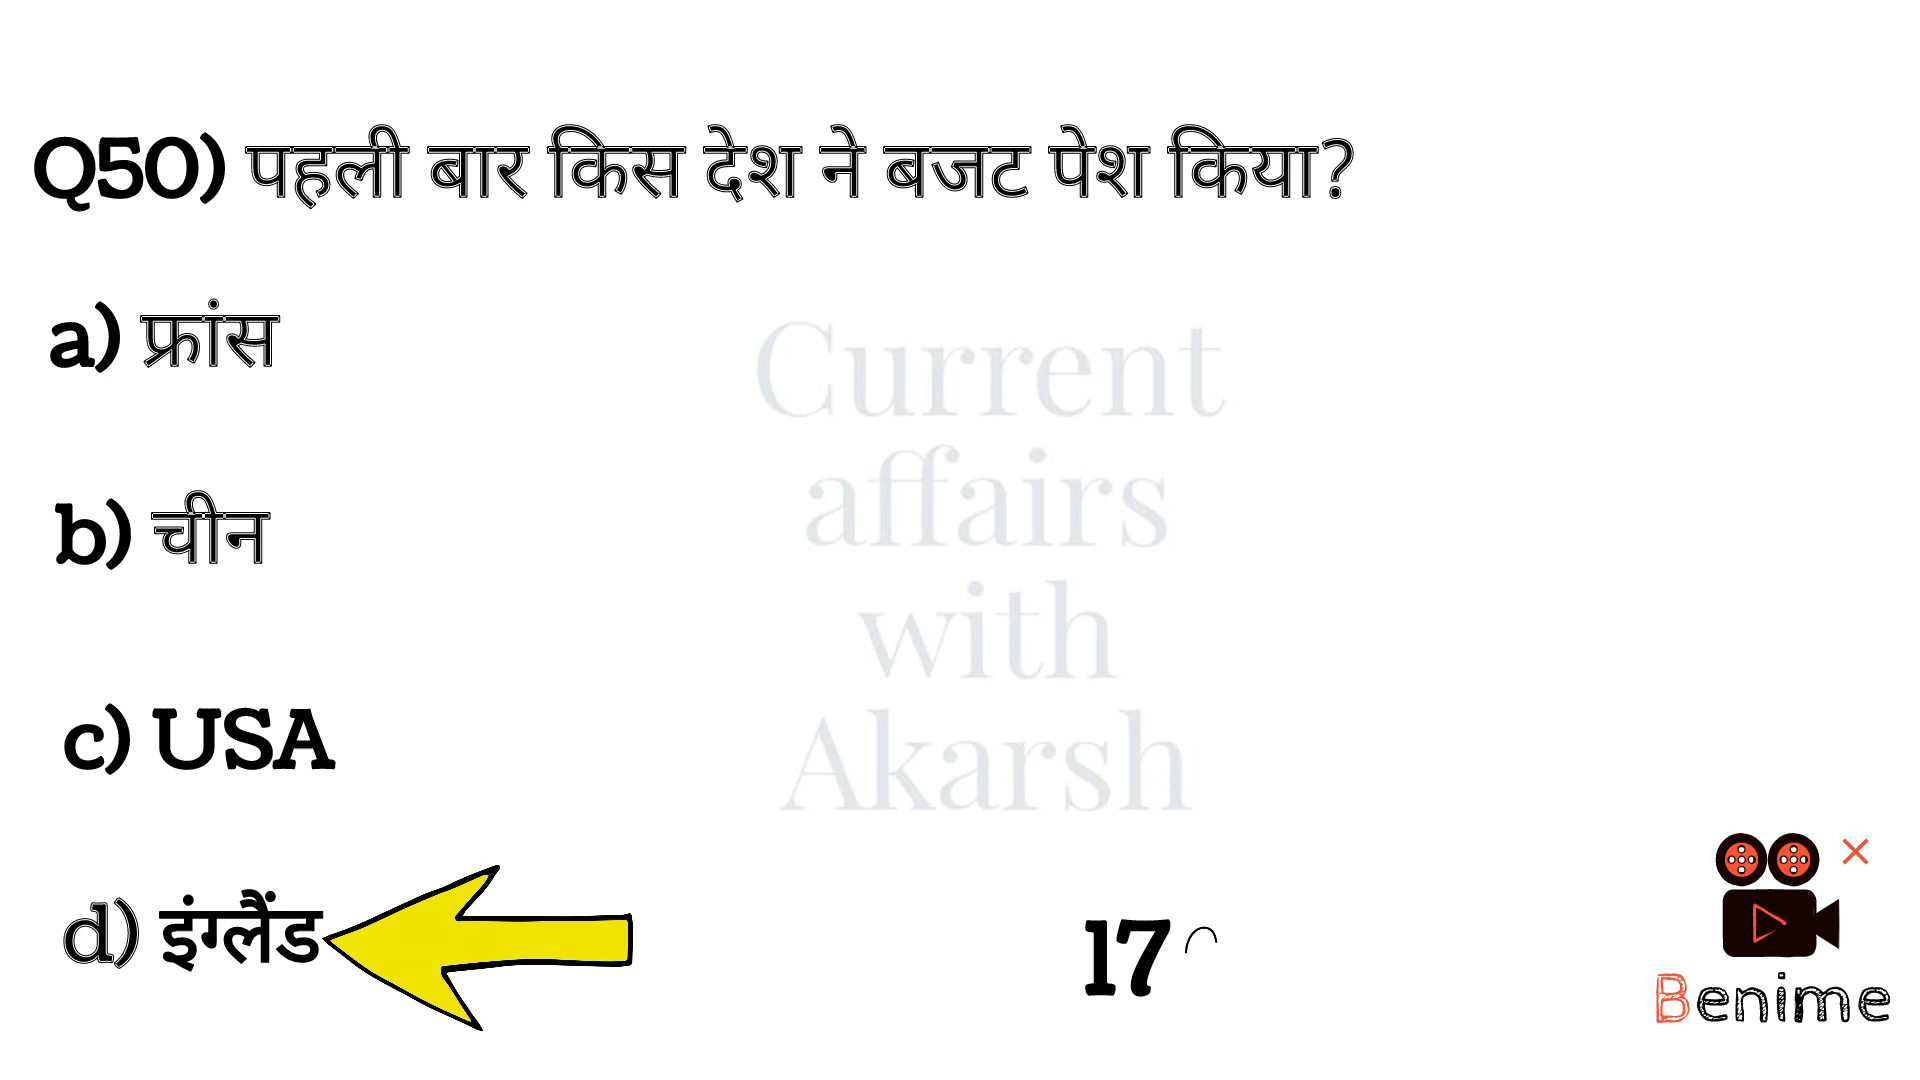 Q50) पहली बार किस देश ने बजट पेश किया?
a) फ्रांस
Current
affairs
b) चीन
with
c) USA
Akarsh
d) इंग्लैंड
17
Benime